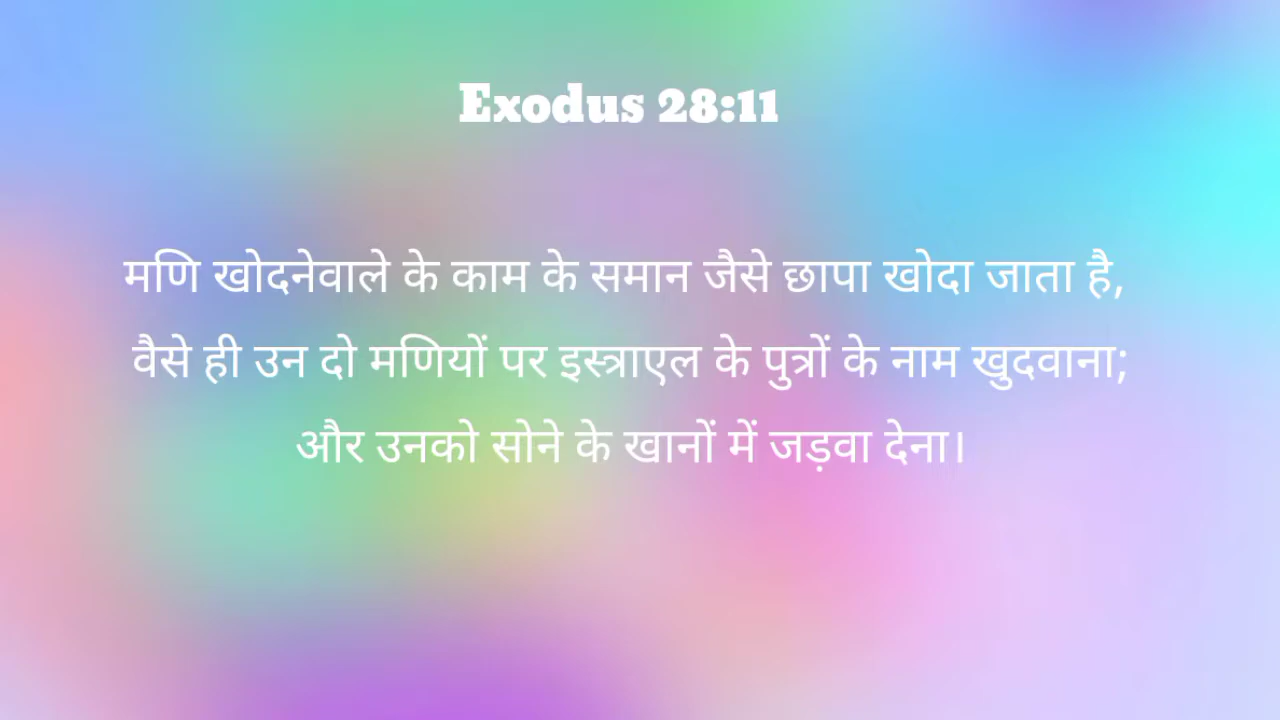 Exodus 28:11
मणि खोदनेवाले के काम के समान जैसे छापा खोदा जाता है,
वैसे ही उन दो मणियों पर इस्त्राएल के पुत्रों के नाम खुदवाना;
और उनको सोने के खानों में जड़वा देना।